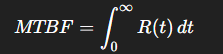 MTBF = ∫₀^∞ R(t) dt